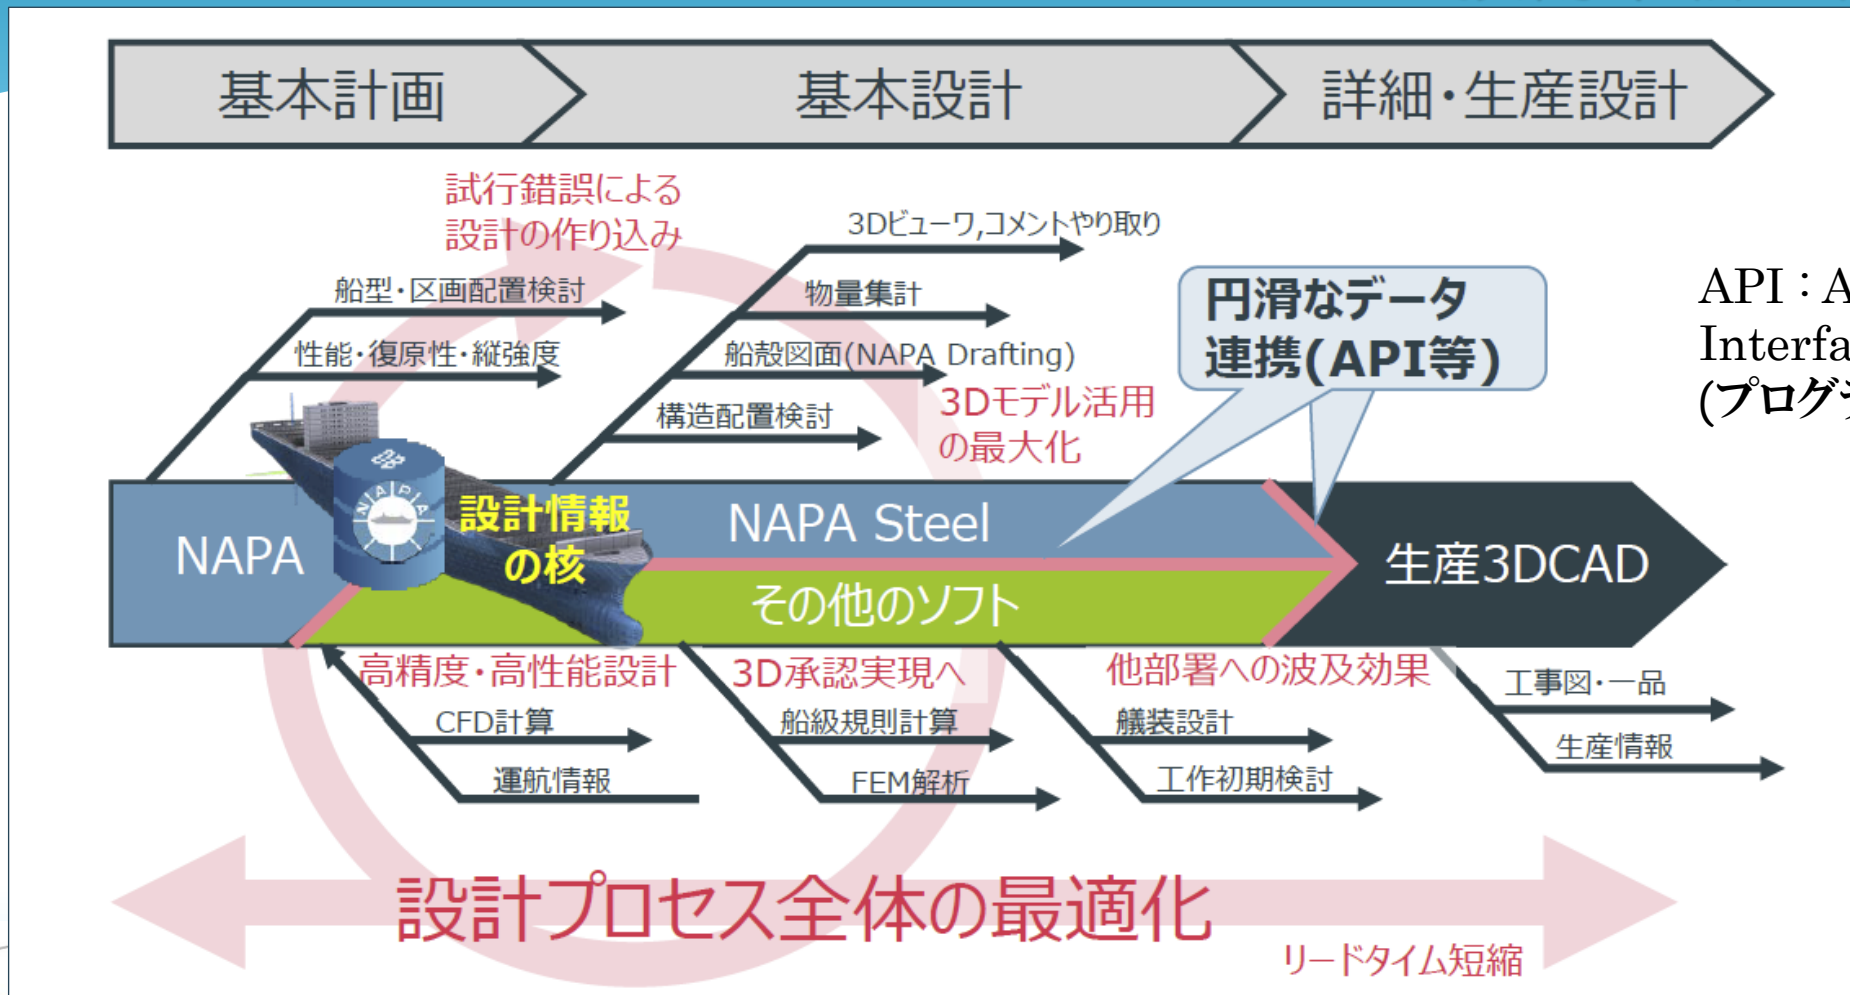 基本計画
基本設計
詳細・生産設計
試行錯誤による
設計の作り込み
3Dビューワ,コメントやり取り
船型・区画配置検討
物量集計
性能・復原性・縦強度
船殻図面(NAPA Drafting)
構造配置検討
円滑なデータ
連携(API等)
3Dモデル活用
の最大化
API：A
Interfa
(プログラ
NAPA
NAPA
設計情報
の核
NAPA Steel
その他のソフト
生産3DCAD
高精度・高性能設計
3D承認実現へ
他部署への波及効果
CFD計算
運航情報
船級規則計算
FEM解析
艤装設計
工作初期検討
工事図・一品
生産情報
設計プロセス全体の最適化
リードタイム短縮